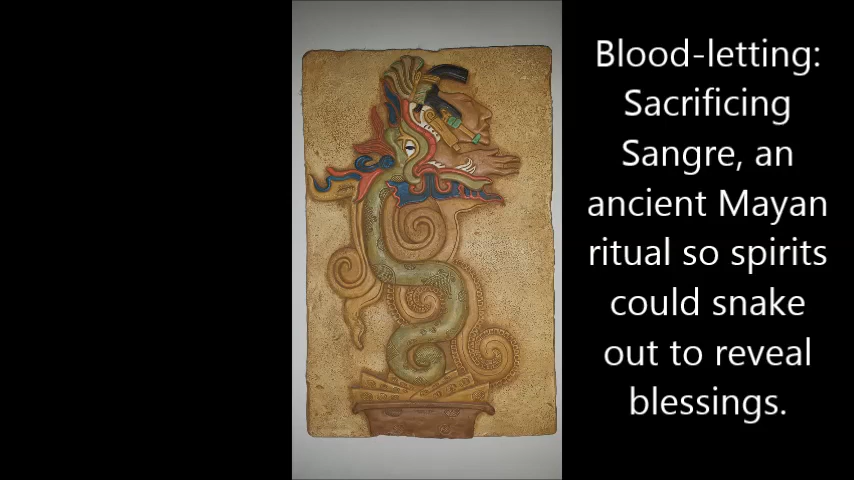 Blood-letting:
Sacrificing
Sangre, an
ancient Mayan
ritual so spirits
could snake
out to reveal
blessings.